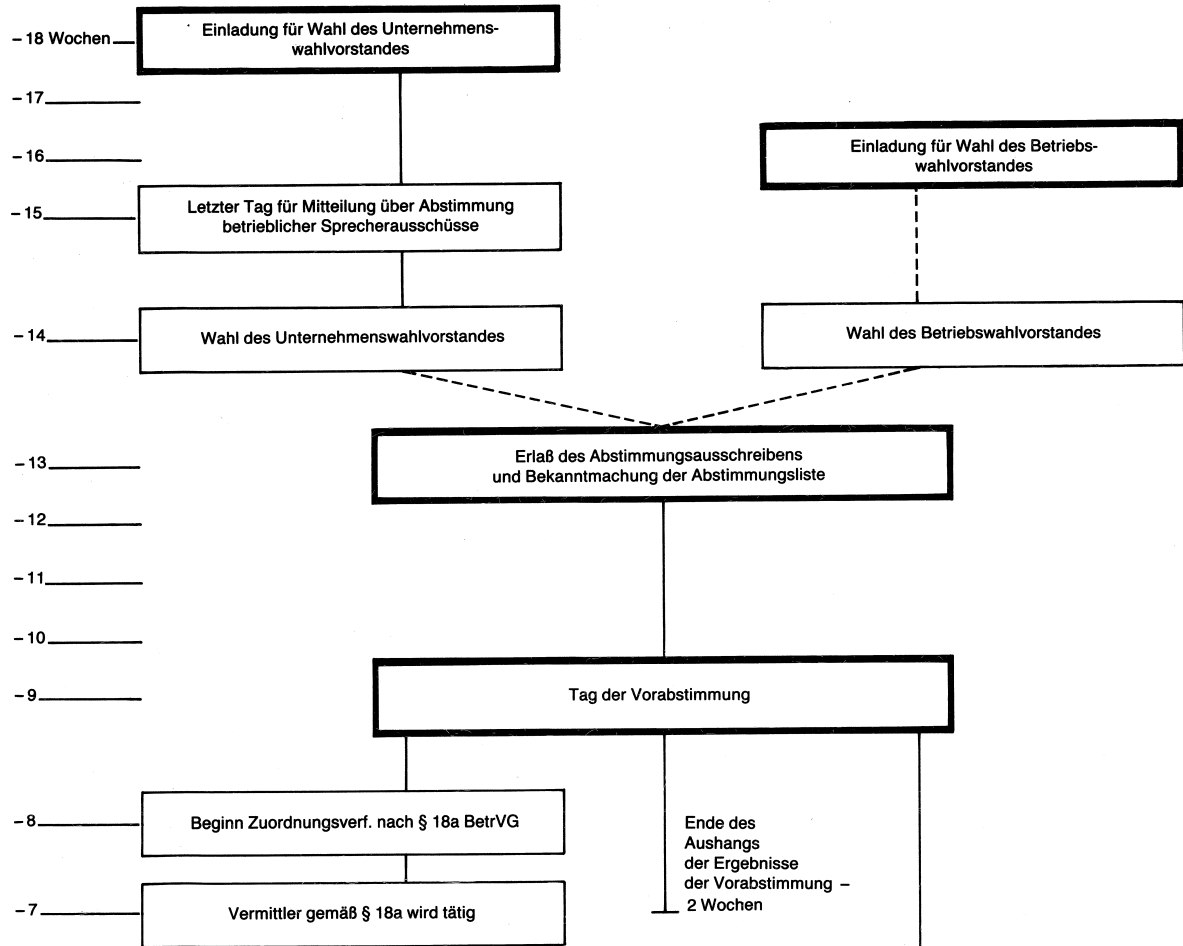 – 18 Wochen
Einladung für Wahl des Unternehmens-
wahlvorstandes
– 17
– 16
Einladung für Wahl des Betriebs-
wahlvorstandes
– 15
Letzter Tag für Mitteilung über Abstimmung
betrieblicher Sprecherausschüsse
– 14
Wahl des Unternehmenswahlvorstandes
Wahl des Betriebswahlvorstandes
– 13
Erlaß des Abstimmungsausschreibens
und Bekanntmachung der Abstimmungsliste
– 12
– 11
– 10
– 9
Tag der Vorabstimmung
– 8
Beginn Zuordnungsverf. nach § 18a BetrVG
Ende des
Aushangs
der Ergebnisse
der Vorabstimmung –
2 Wochen
– 7
Vermittler gemäß § 18a wird tätig